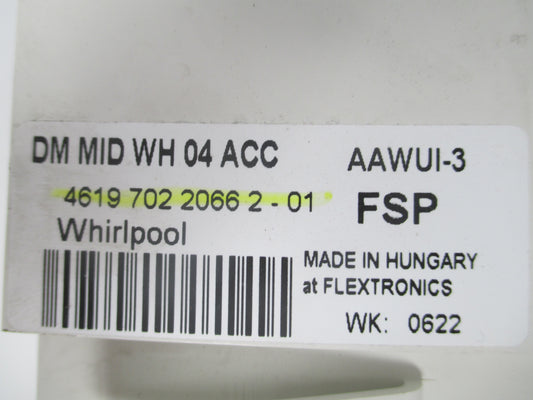 DM MID WH 04 ACC AAWUI-3
4619 702 2066 2 - 01 FSP
Whirlpool
MADE IN HUNGARY
at FLEXTRONICS
WK: 0622